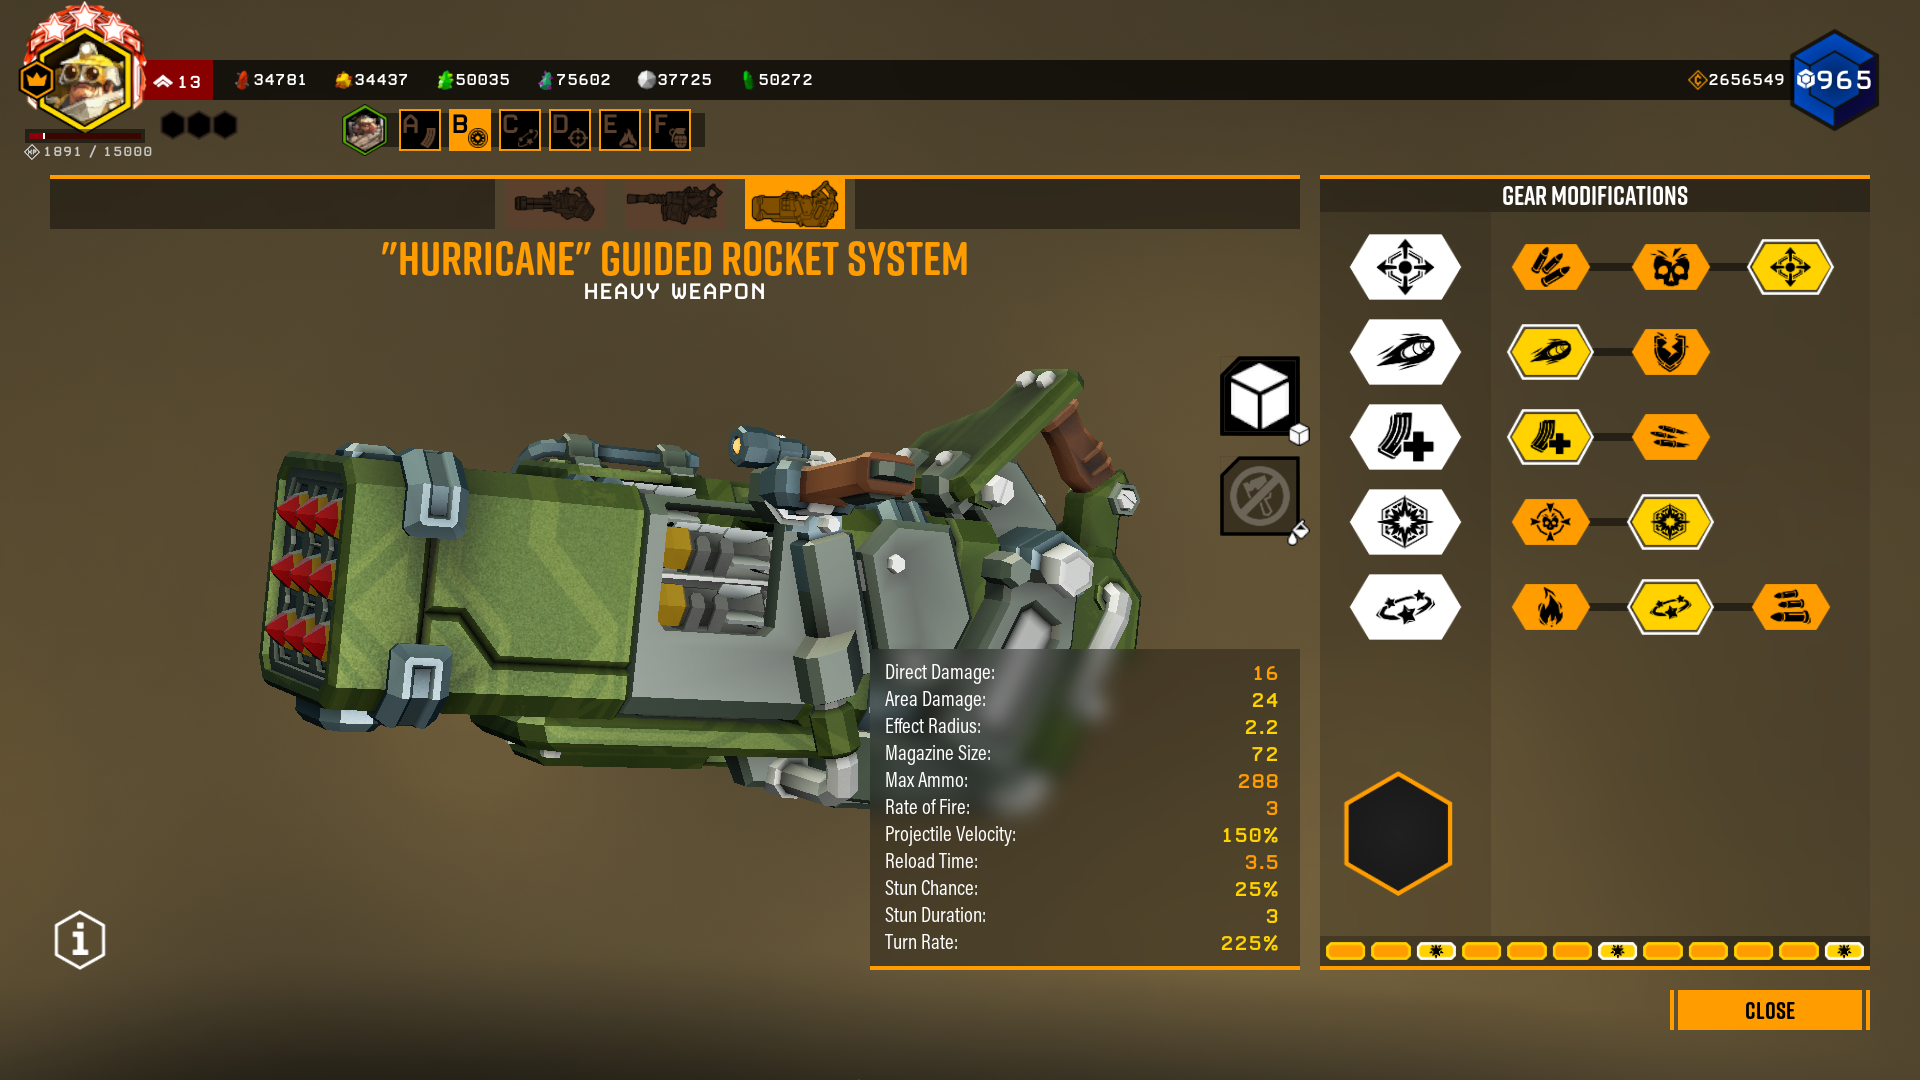 13
34781
34437
50035
75602
37725
50272
2656549
965
1891 / 15000
A
B
C
D
E
F
GEAR MODIFICATIONS
"HURRICANE" GUIDED ROCKET SYSTEM
HEAVY WEAPON
Direct Damage: 16
Area Damage: 24
Effect Radius: 2.2
Magazine Size: 72
Max Ammo: 288
Rate of Fire: 3
Projectile Velocity: 150%
Reload Time: 3.5
Stun Chance: 25%
Stun Duration: 3
Turn Rate: 225%
CLOSE